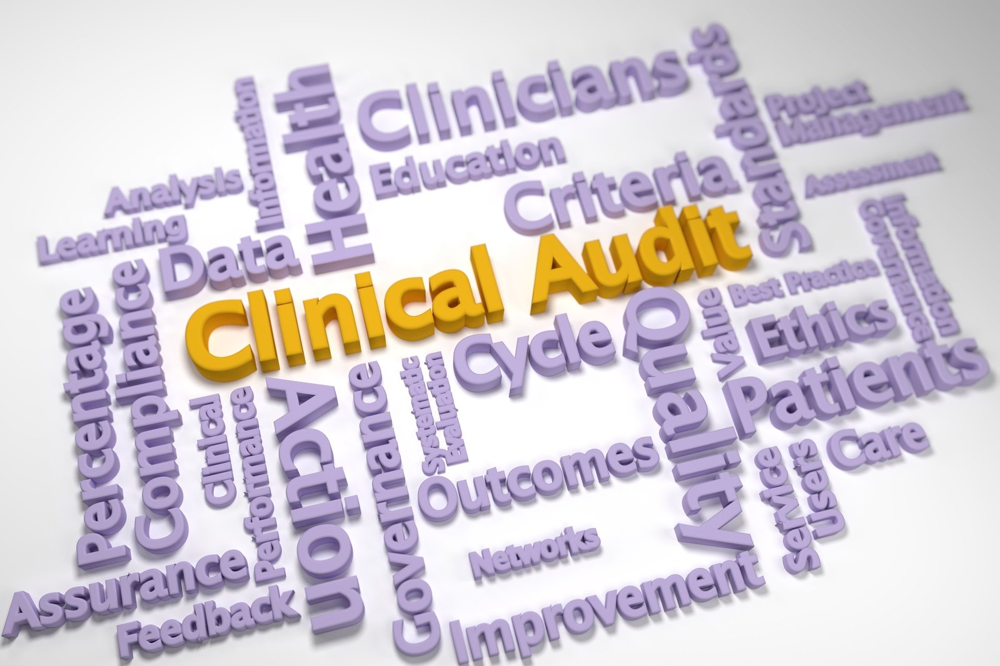 Standards
Clinicians
Health
Information
Project
Management
Education
Analysis
Criteria
Assessment
Learning
Data
Clinical Audit
Information
Governance
Best Practice
Compliance
Percentage
Cycle
Quality
Value
Ethics
Patients
Clinical
Performance
Action
Governance
Systematic
Evaluation
Outcomes
Care
Service
Users
Networks
Assurance
Feedback
Improvement